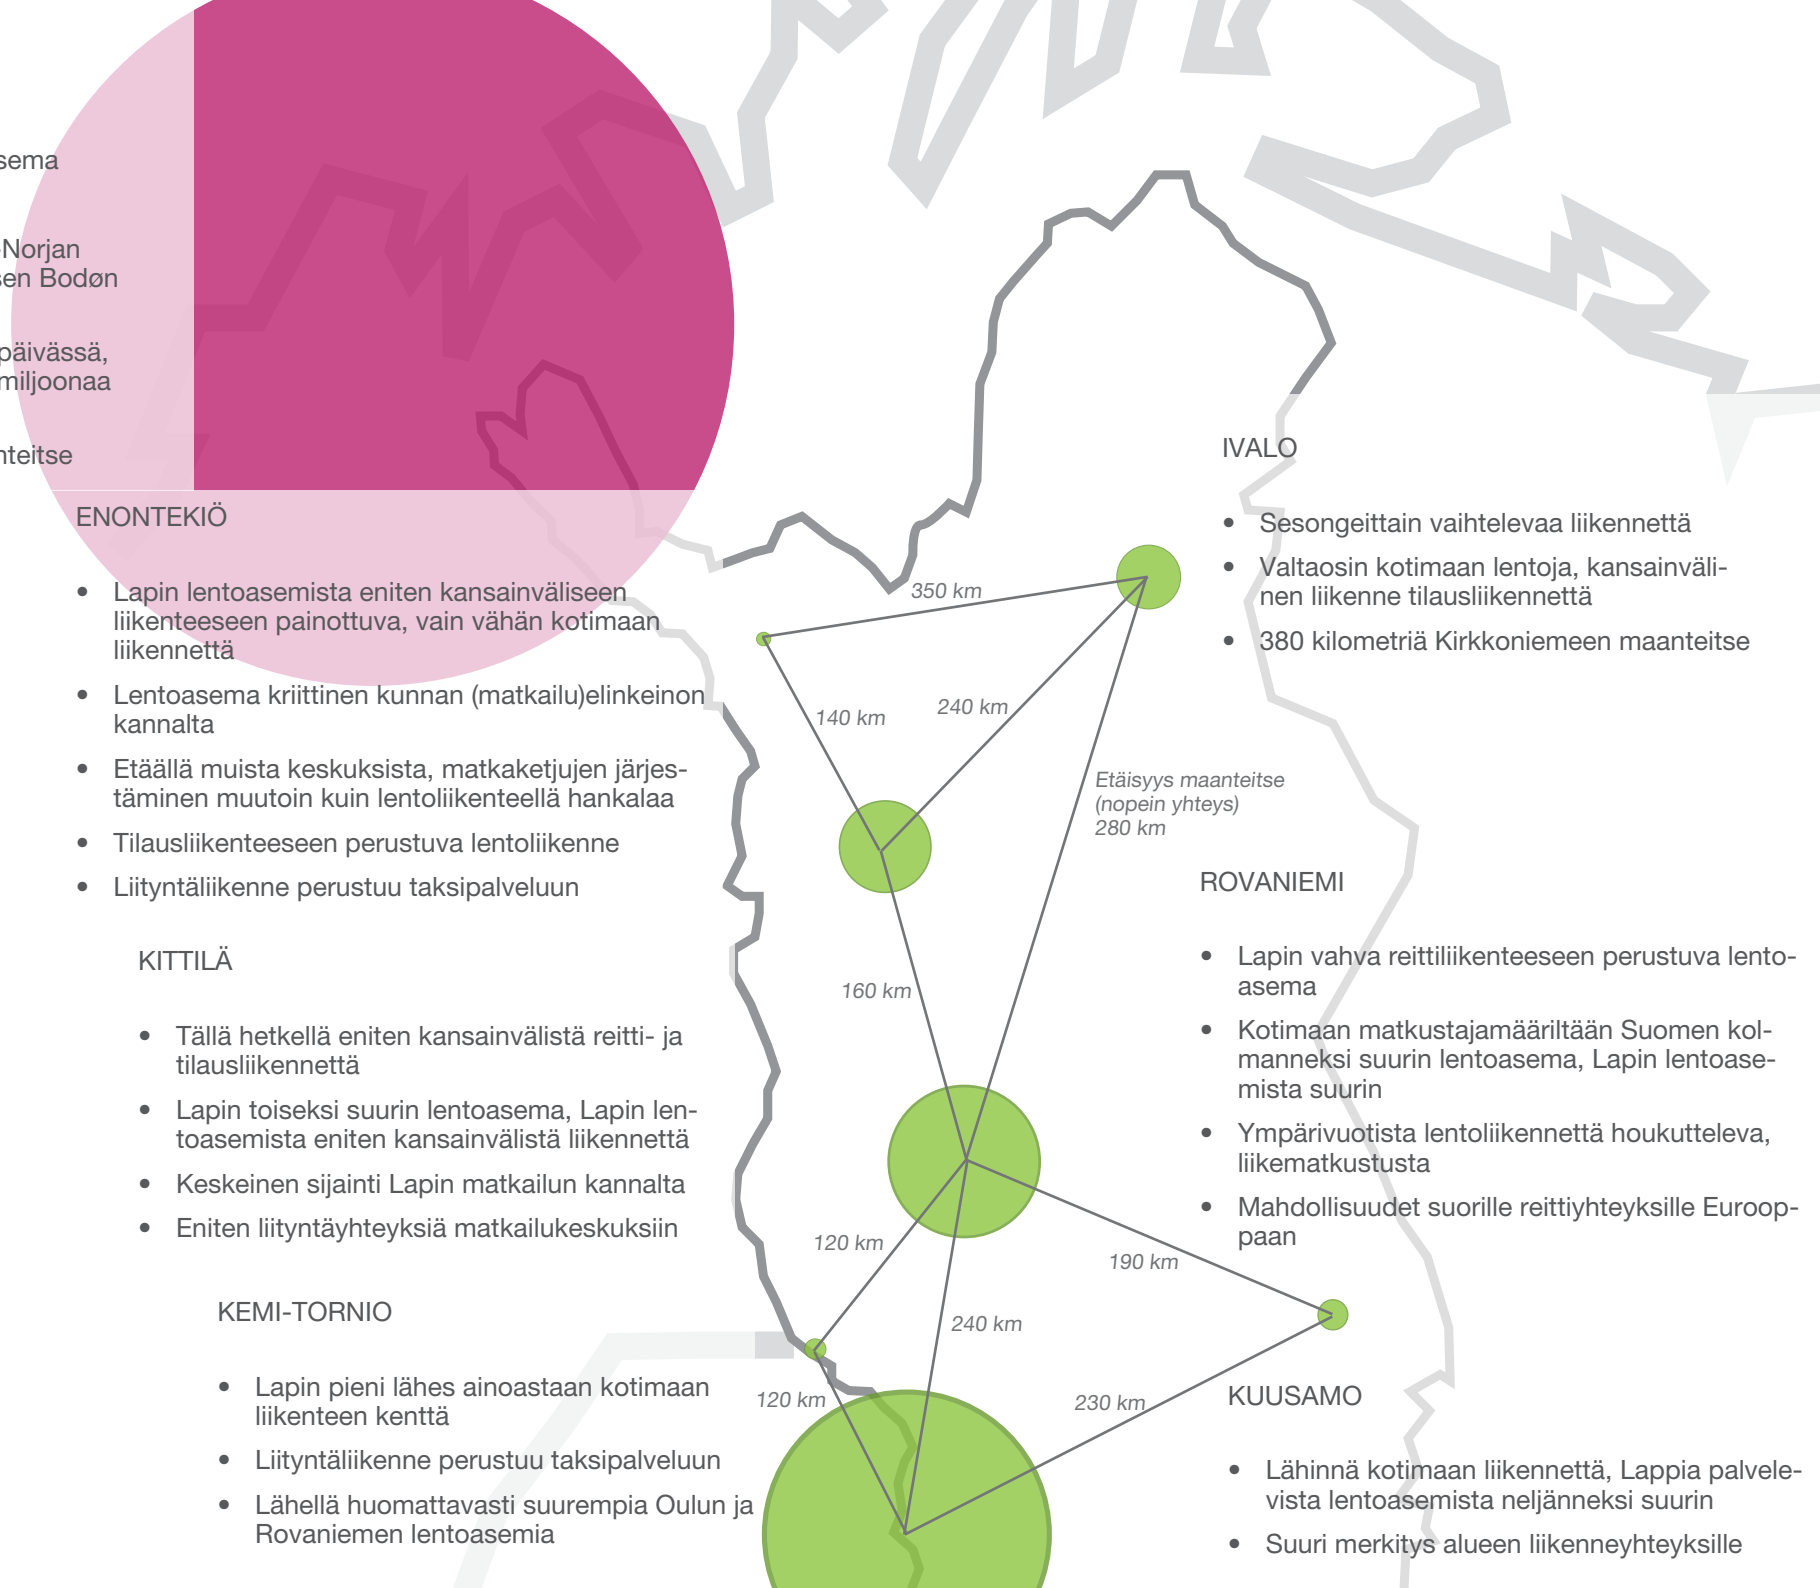 sema
-Norjan
sen Bodøn
päivässä,
miljoonaa
nteitse
ENONTEKIÖ
• Lapin lentoasemista eniten kansainväliseen
liikenteeseen painottuva, vain vähän kotimaan
liikennettä
• Lentoasema kriittinen kunnan (matkailu)elinkeinon
kannalta
• Etäällä muista keskuksista, matkaketjujen järjes-
täminen muutoin kuin lentoliikenteellä hankalaa
• Tilausliikenteeseen perustuva lentoliikenne
• Liityntäliikenne perustuu taksipalveluun
KITTILÄ
• Tällä hetkellä eniten kansainvälistä reitti- ja
tilausliikennettä
• Lapin toiseksi suurin lentoasema, Lapin len-
toasemista eniten kansainvälistä liikennettä
• Keskeinen sijainti Lapin matkailun kannalta
• Eniten liityntäyhteyksiä matkailukeskuksiin
KEMI-TORNIO
• Lapin pieni lähes ainoastaan kotimaan
liikenteen kenttä
• Liityntäliikenne perustuu taksipalveluun
• Lähellä huomattavasti suurempia Oulun ja
Rovaniemen lentoasemia
350 km
140 km
240 km
Etäisyys maanteitse
(nopein yhteys)
280 km
160 km
120 km
190 km
240 km
120 km
230 km
IVALO
• Sesongeittain vaihtelevaa liikennettä
• Valtaosin kotimaan lentoja, kansainväli-
nen liikenne tilausliikennettä
• 380 kilometriä Kirkkoniemeen maanteitse
ROVANIEMI
• Lapin vahva reittiliikenteeseen perustuva lento-
asema
• Kotimaan matkustajamääriltään Suomen kol-
manneksi suurin lentoasema, Lapin lentoase-
mista suurin
• Ympärivuotista lentoliikennettä houkutteleva,
liikematkustusta
• Mahdollisuudet suorille reittiyhteyksille Euroop-
paan
KUUSAMO
• Lähinnä kotimaan liikennettä, Lappia palvele-
vista lentoasemista neljänneksi suurin
• Suuri merkitys alueen liikenneyhteyksille